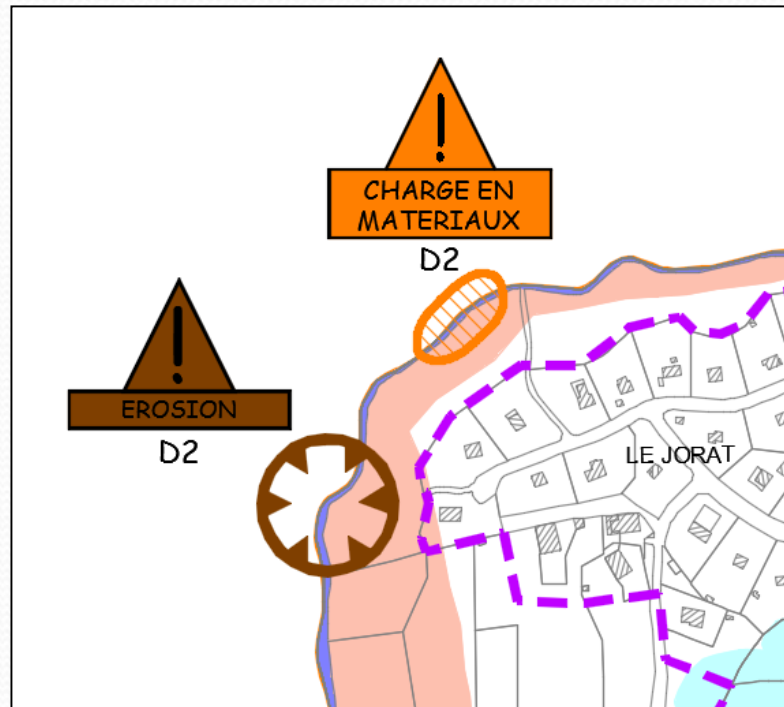 !
CHARGE EN
MATERIAUX
D2
!
EROSION
D2
LE JORAT